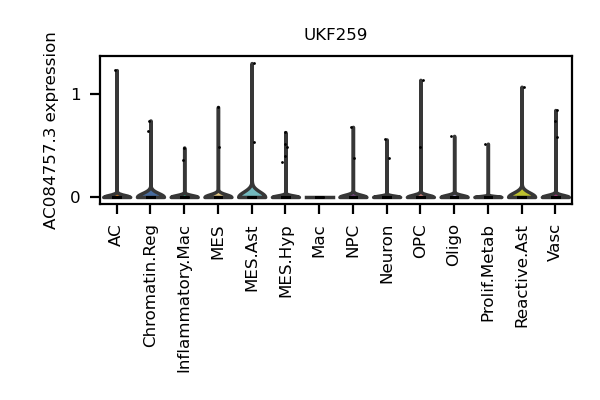 UKF259
AC084757.3 expression
1
0
AC
Chromatin.Reg
Inflammatory.Mac
MES
MES.Ast
MES.Hyp
Mac
NPC
Neuron
OPC
Oligo
Prolif.Metab
Reactive.Ast
Vasc